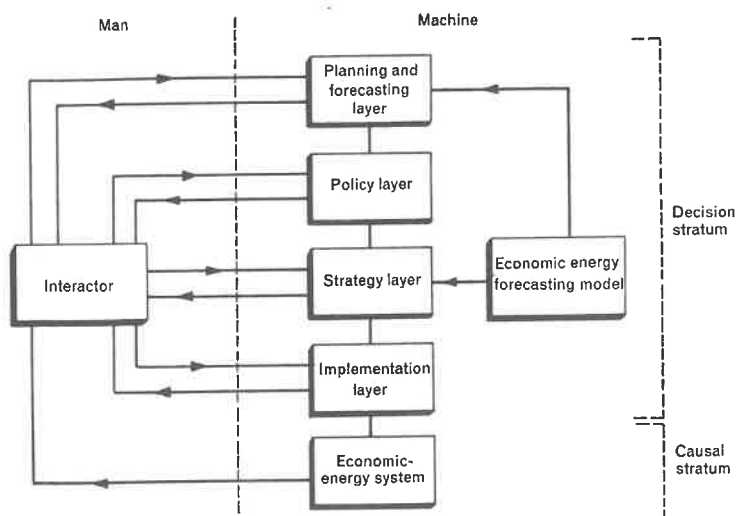 Man
Machine
Planning and
forecasting
layer
Policy layer
Interactor
Strategy layer
Economic energy
forecasting model
Implementation
layer
Economic-
energy system
Decision
stratum
Causal
stratum